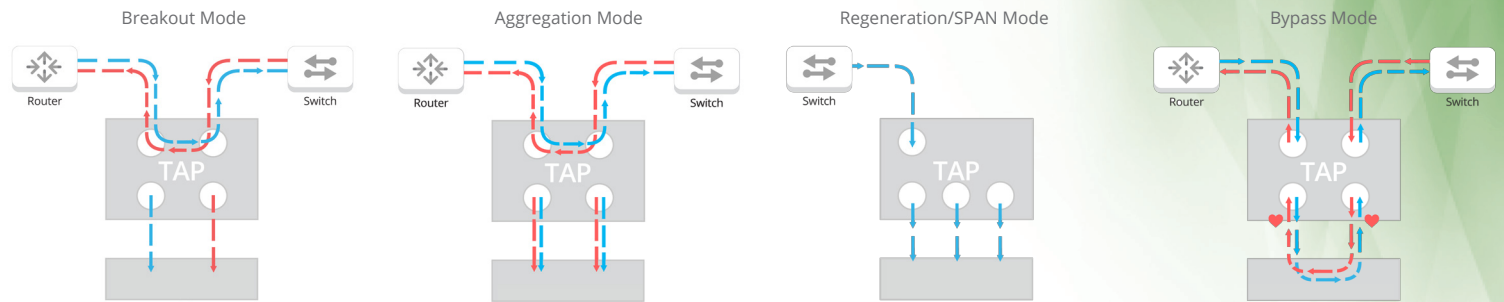 Breakout Mode
Aggregation Mode
Regeneration/SPAN Mode
Bypass Mode
Router
Switch
TAP
Router
Switch
TAP
Switch
TAP
Router
Switch
TAP